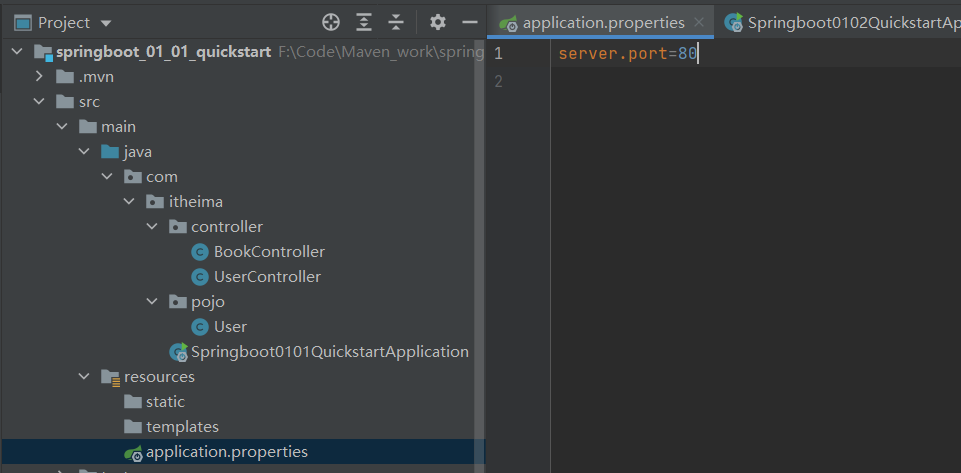 Project
springboot_01_01_quickstart F:\Code\Maven_work\spring
.mvn
src
main
java
com
itheima
controller
BookController
UserController
pojo
User
Springboot0101QuickstartApplication
resources
static
templates
application.properties
application.properties Springboot0102QuickstartAp
1 server.port=80
2